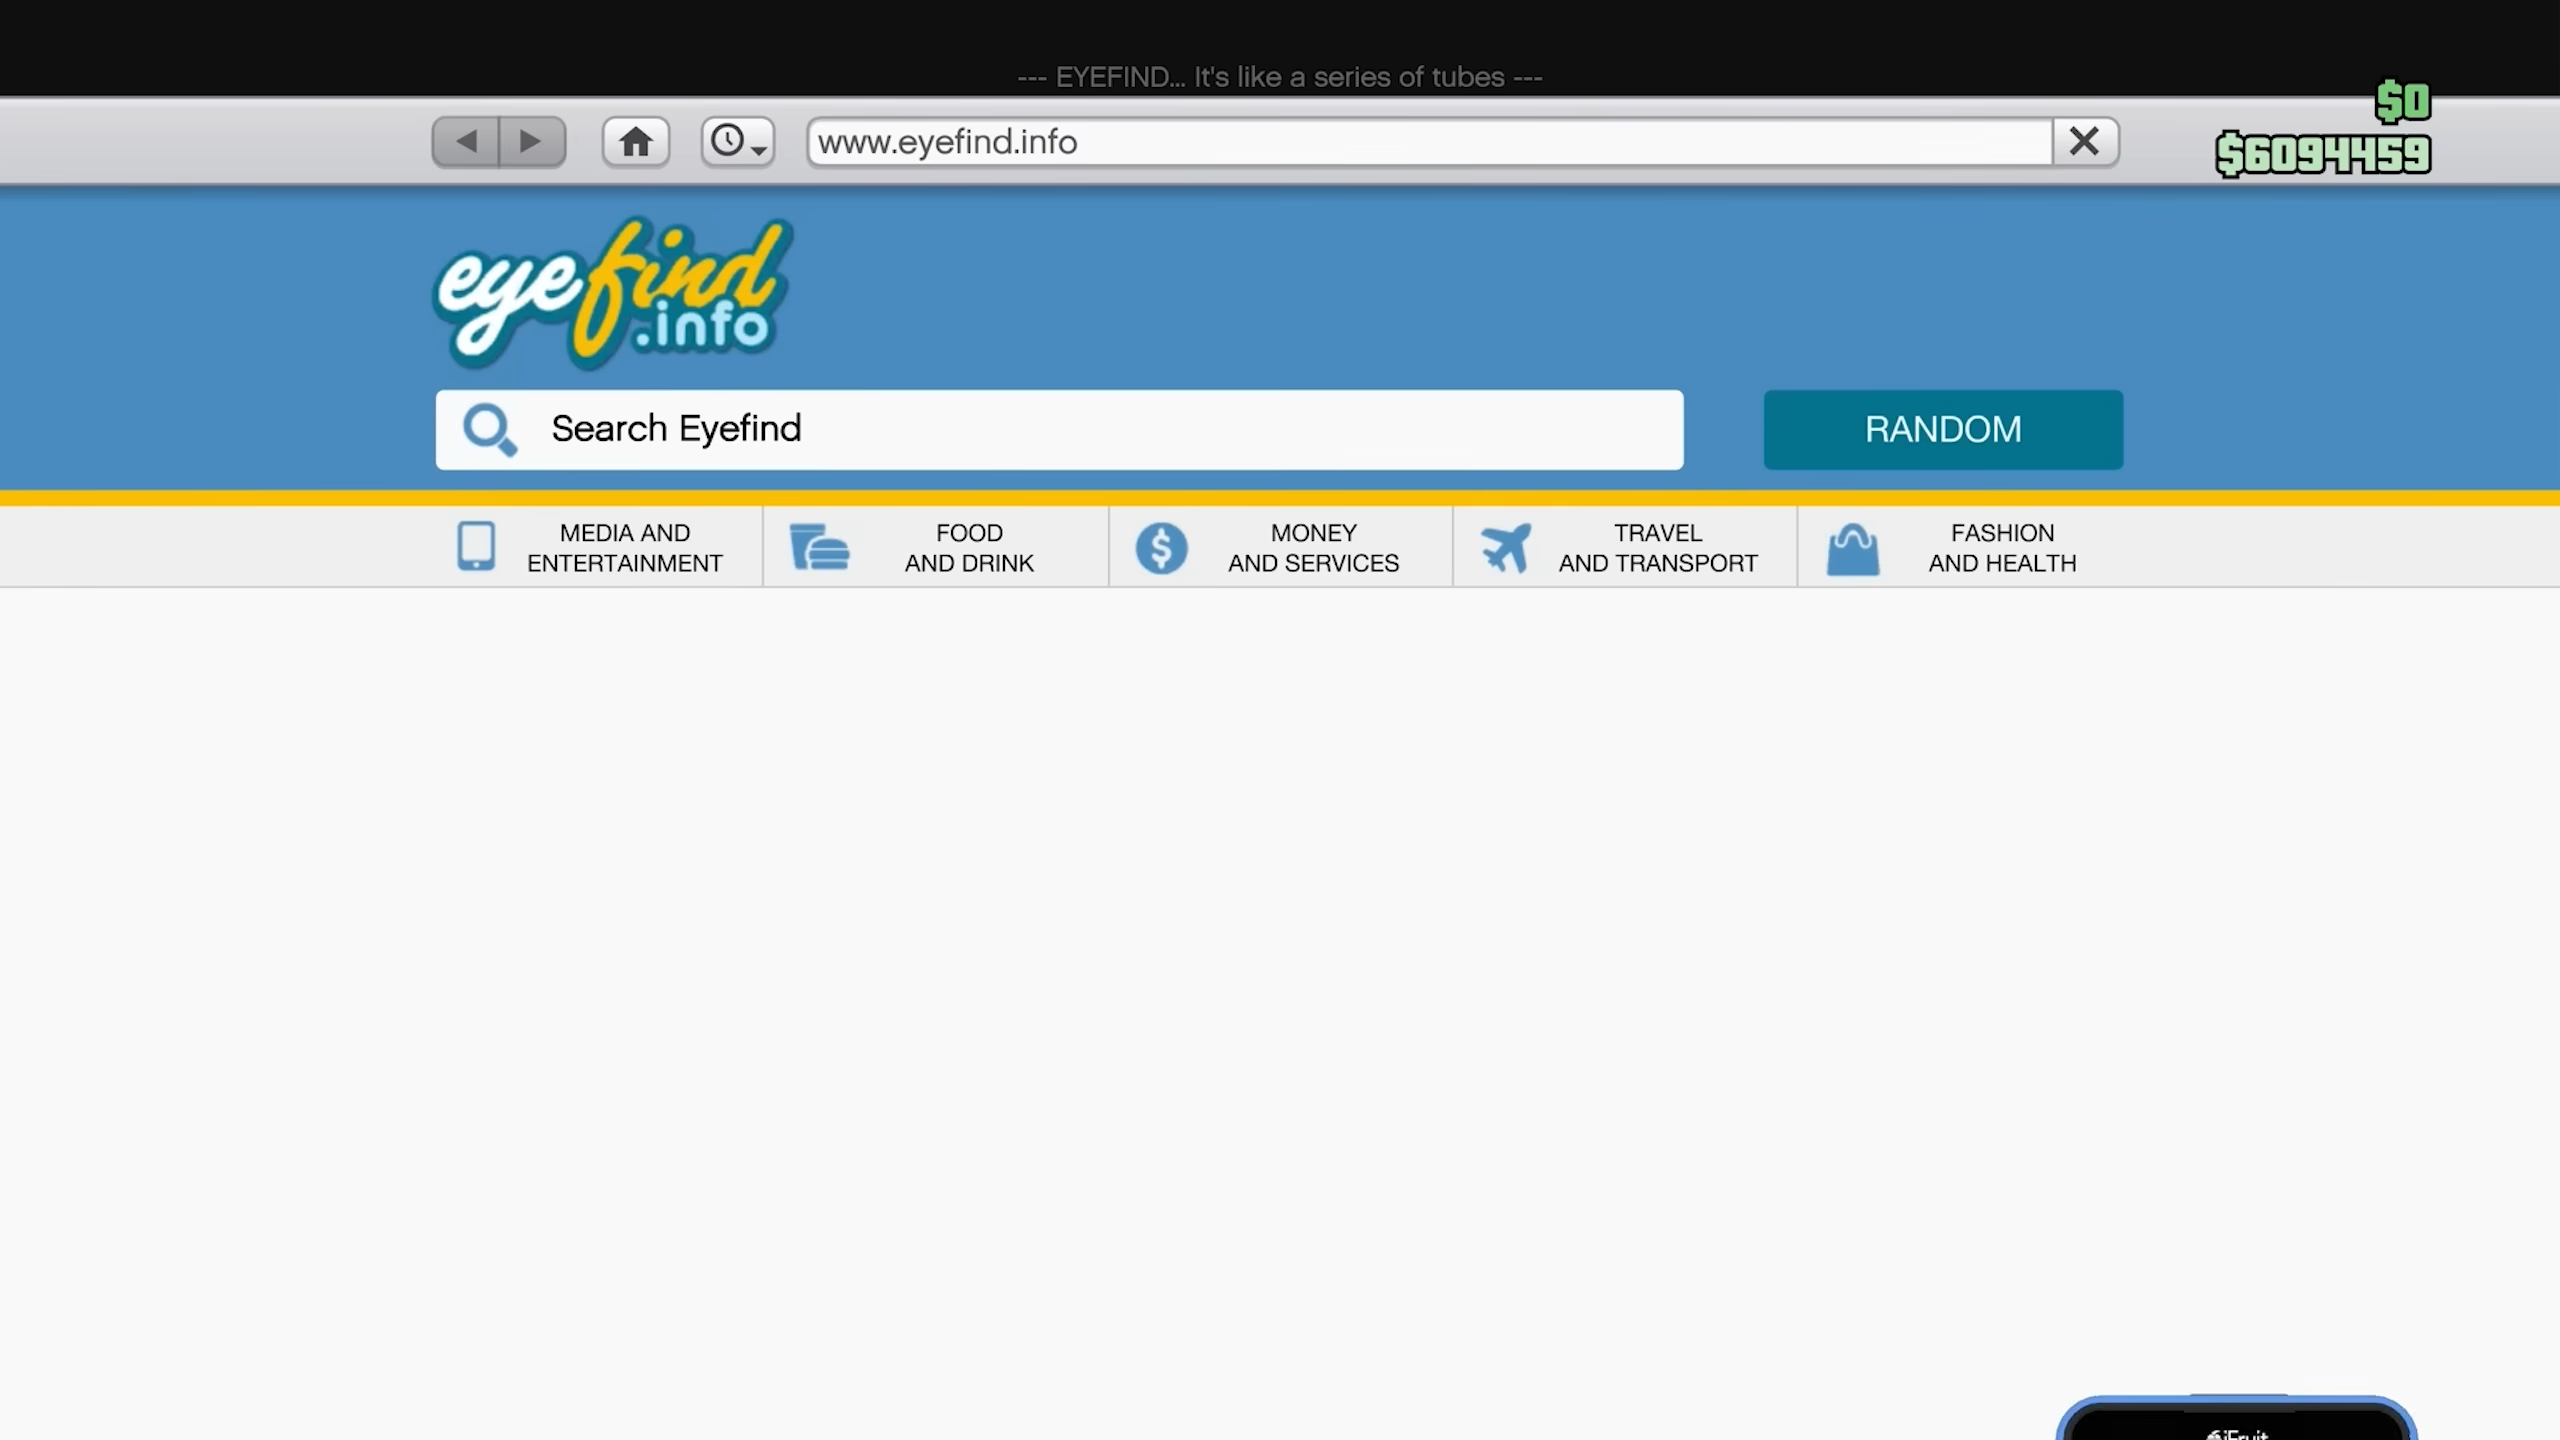 --- EYEFIND... It's like a series of tubes ---
$0
www.eyefind.info
$6094459
eyefind
.info
Search Eyefind
RANDOM
MEDIA AND
ENTERTAINMENT
FOOD
AND DRINK
MONEY
AND SERVICES
TRAVEL
AND TRANSPORT
FASHION
AND HEALTH
iFruit